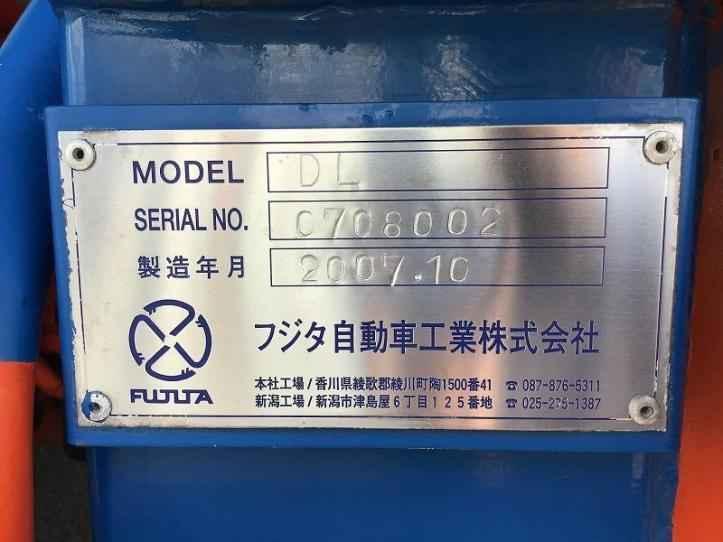 MODEL DL
SERIAL NO. C708002
製造年月 2007.10
フジタ自動車工業株式会社
FUJITA
本社工場/香川県綾歌郡綾川町陶1500番41 ☎ 087-876-5311
新潟工場/新潟市津島屋6丁目125番地 ☎ 025-275-1387